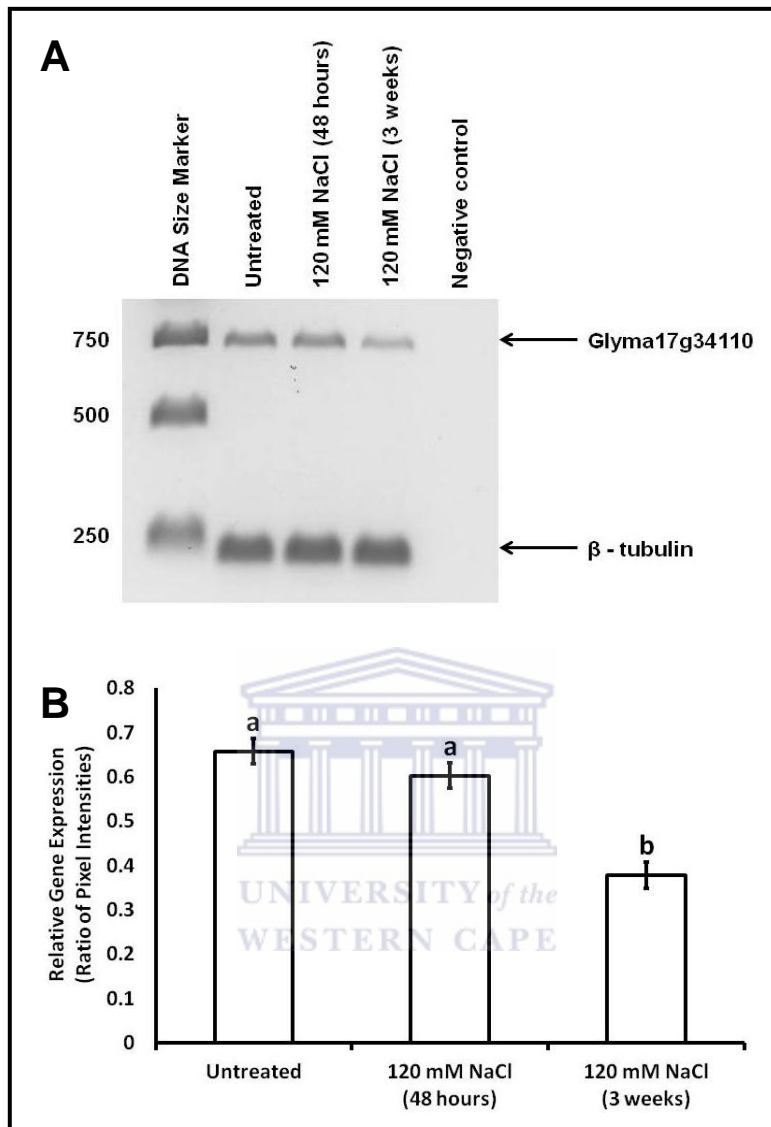 A
DNA Size Marker
Untreated
120 mM NaCl (48 hours)
120 mM NaCl (3 weeks)
Negative control
750
Glyma17g34110
500
250
β - tubulin
B
Relative Gene Expression
(Ratio of Pixel Intensities)
0.8
0.7
0.6
0.5
0.4
0.3
0.2
0.1
0
a
a
b
UNIVERSITY of the
WESTERN CAPE
Untreated
120 mM NaCl
(48 hours)
120 mM NaCl
(3 weeks)